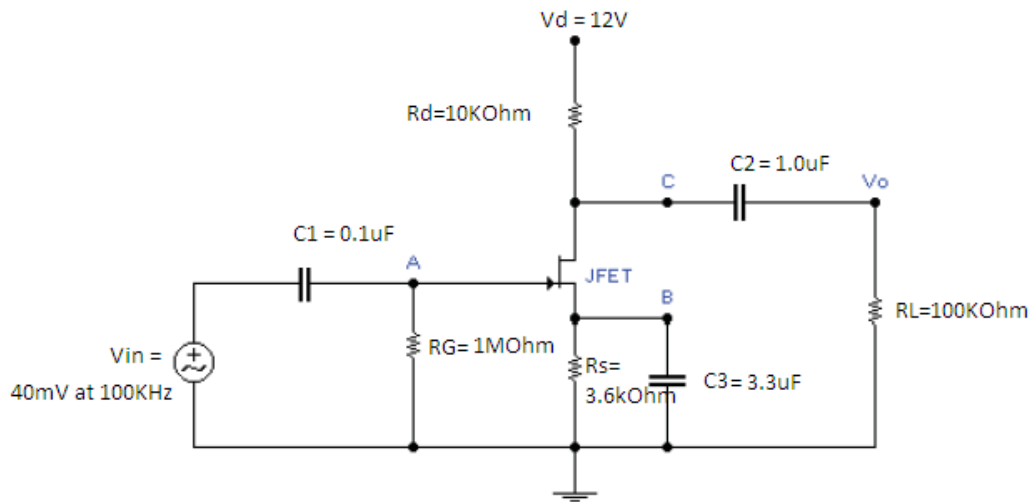 Vd = 12V
Rd=10KOhm
C2 = 1.0uF
C
Vo
C1 = 0.1uF
A
JFET
B
RL=100KOhm
Vin =
40mV at 100KHz
RG= 1MOhm
Rs=
3.6kOhm
C3 = 3.3uF